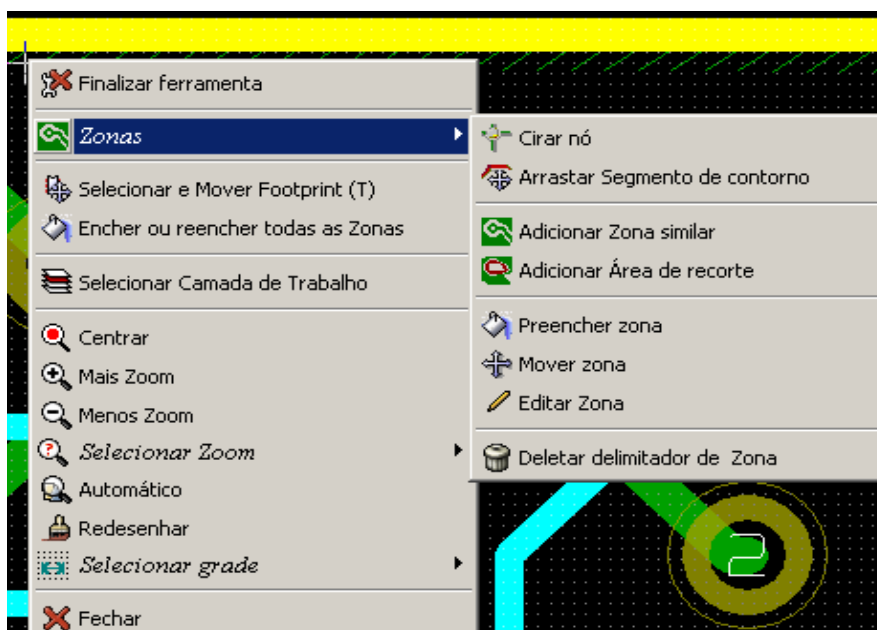 Finalizar ferramenta
Zonas
Selecionar e Mover Footprint (T)
Encher ou reencher todas as Zonas
Selecionar Camada de Trabalho
Centrar
Mais Zoom
Menos Zoom
Selecionar Zoom
Automático
Redesenhar
Selecionar grade
Fechar
Cirar nó
Arrastar Segmento de contorno
Adicionar Zona similar
Adicionar Área de recorte
Preencher zona
Mover zona
Editar Zona
Deletar delimitador de Zona
2